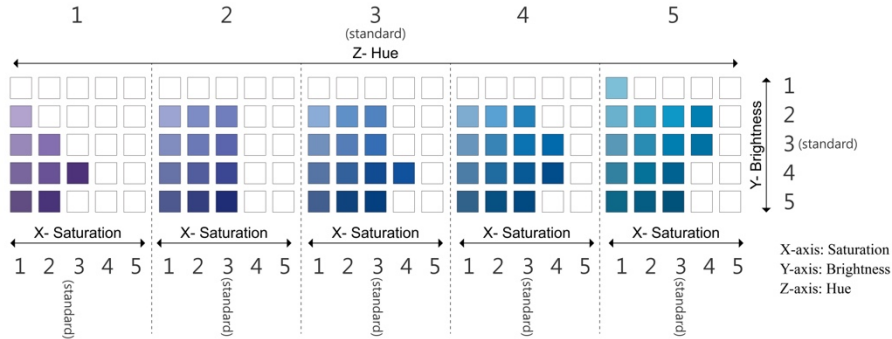 1 2 3 4 5
(standard)
Z- Hue
1
2
3 (standard)
4
5
Y- Brightness
X- Saturation X- Saturation X- Saturation X- Saturation X- Saturation
1 2 3 4 5 1 2 3 4 5 1 2 3 4 5 1 2 3 4 5 1 2 3 4 5
(standard) (standard) (standard) (standard) (standard)
X-axis: Saturation
Y-axis: Brightness
Z-axis: Hue